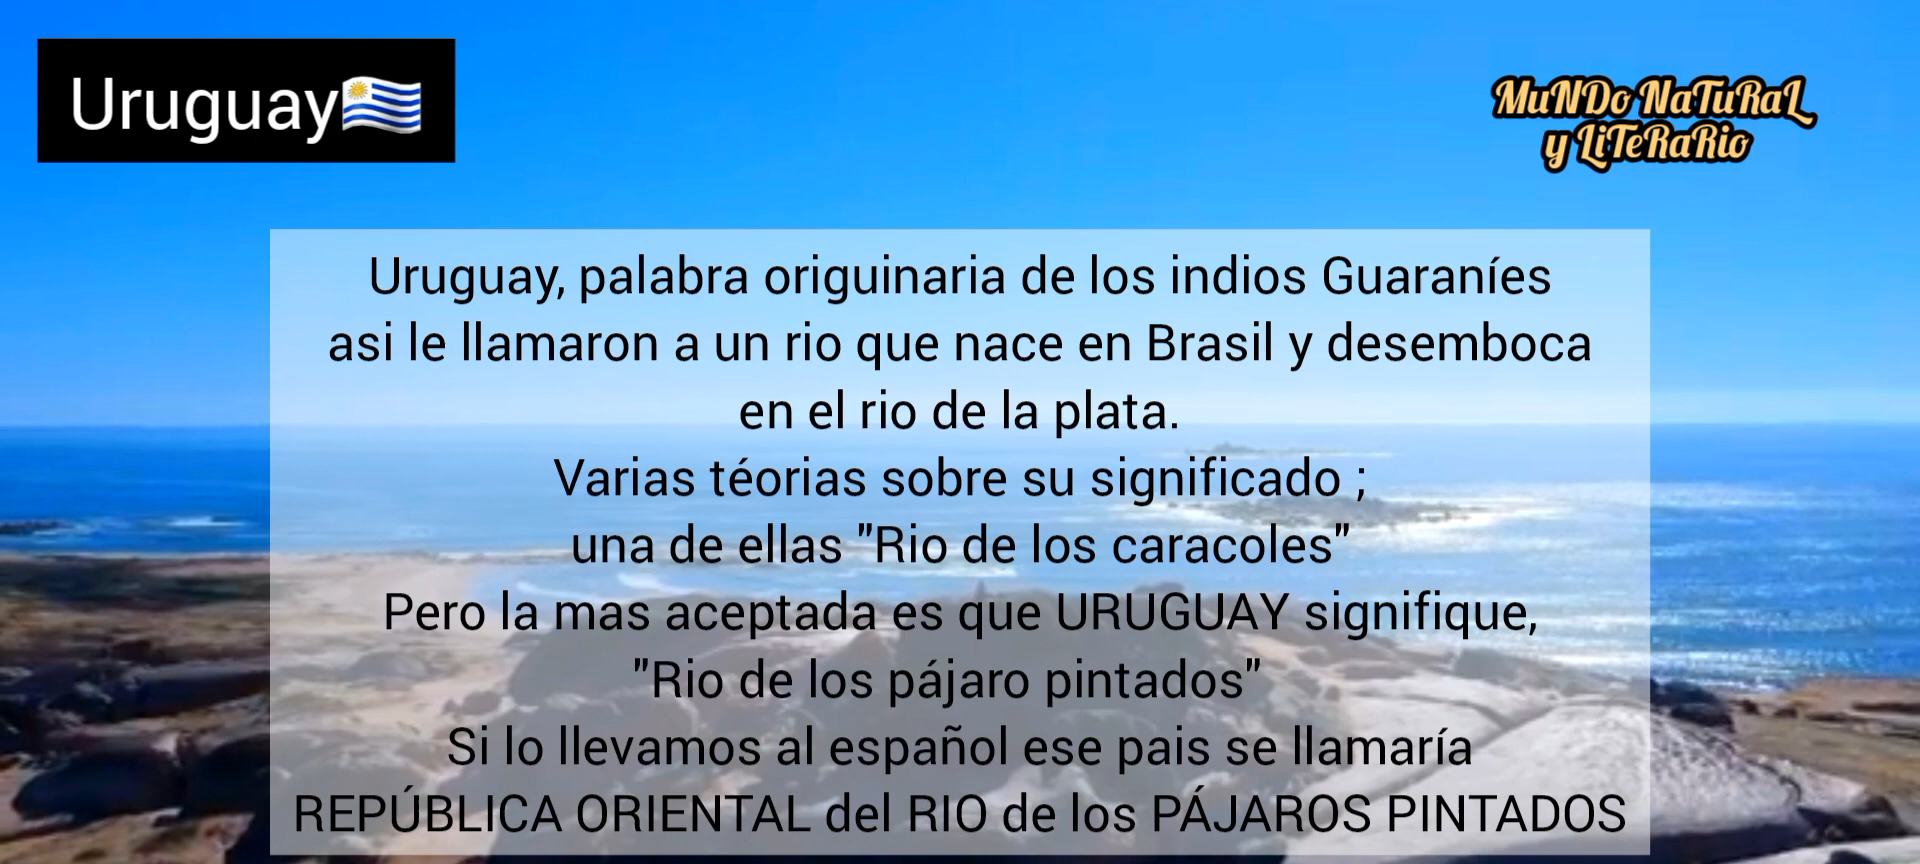 Uruguay🇺🇾
MuNDo NaTuRaL
y LiTeRaRio
Uruguay, palabra origuinaria de los indios Guaraníes
asi le llamaron a un rio que nace en Brasil y desemboca
en el rio de la plata.
Varias téorias sobre su significado ;
una de ellas "Rio de los caracoles"
Pero la mas aceptada es que URUGUAY signifique,
"Rio de los pájaro pintados"
Si lo llevamos al español ese pais se llamaría
REPÚBLICA ORIENTAL del RIO de los PÁJAROS PINTADOS